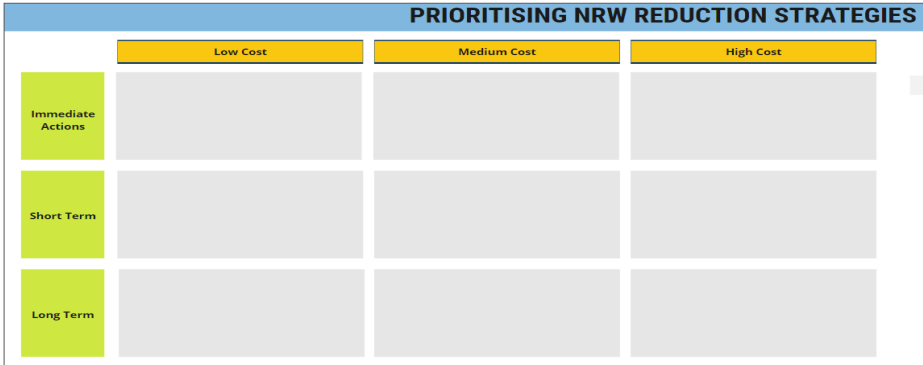 PRIORITISING NRW REDUCTION STRATEGIES
Low Cost
Medium Cost
High Cost
Immediate
Actions
Short Term
Long Term